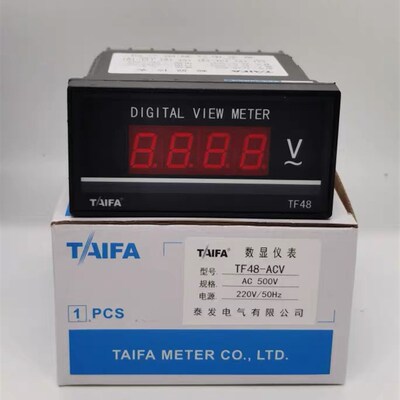 TAIFA
DIGITAL VIEW METER
8.8.8.8
V
~
TAIFA
TF48
TAIFA
1 PCS
TAIFA® 数显仪表
型号: TF48-ACV
规格: AC 500V
电源: 220V/50Hz
泰发电气有限公司
TAIFA METER CO., LTD.